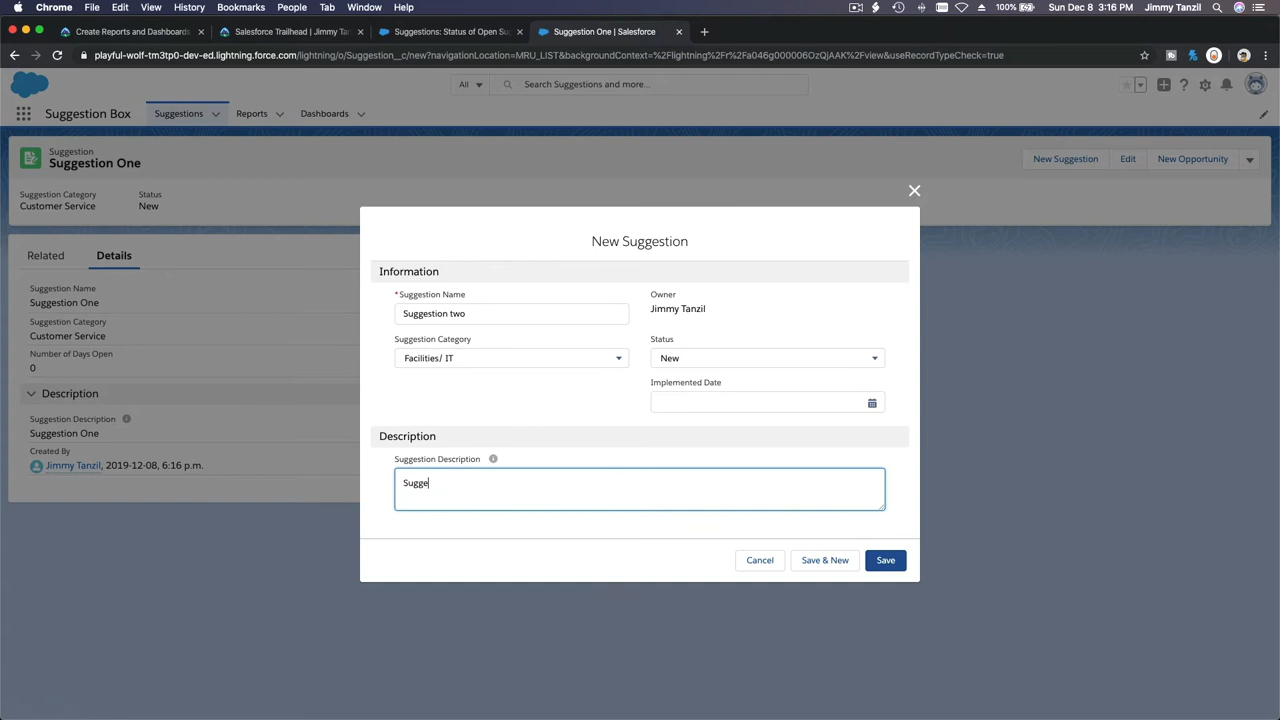 Chrome File Edit View History Bookmarks People Tab Window Help 100% Sun Dec 8 3:16 PM Jimmy Tanzil
Create Reports and Dashboards Salesforce Trailhead | Jimmy Tan Suggestions: Status of Open Sug Suggestion One | Salesforce
playful-wolf-tm3tp0-dev-ed.lightning.force.com/lightning/o/Suggestion__c/new?navigationLocation=MRU_LIST&backgroundContext=%2Flightning%2Fr%2Fa046g000006OzQjAAK%2Fview&useRecordTypeCheck=true
All Search Suggestions and more...
Suggestion Box Suggestions Reports Dashboards
Suggestion
Suggestion One
New Suggestion Edit New Opportunity
Suggestion Category Status
Customer Service New
Related Details
Suggestion Name
Suggestion One
Suggestion Category
Customer Service
Number of Days Open
0
Description
Suggestion Description
Suggestion One
Created By
Jimmy Tanzil, 2019-12-08, 6:16 p.m.
New Suggestion
Information
*Suggestion Name Owner
Suggestion two Jimmy Tanzil
Suggestion Category Status
Facilities/ IT New
Implemented Date
Description
Suggestion Description
Sugge
Cancel Save & New Save